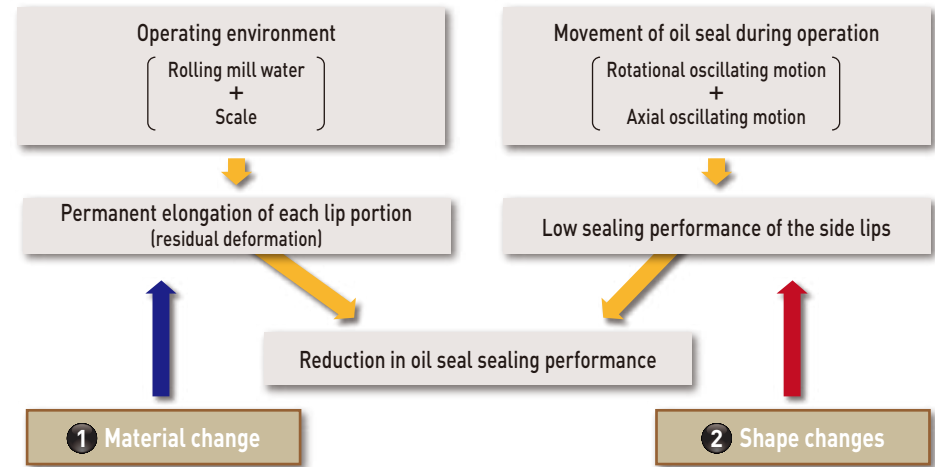 Operating environment
Rolling mill water
+
Scale
Movement of oil seal during operation
Rotational oscillating motion
+
Axial oscillating motion
Permanent elongation of each lip portion
(residual deformation)
Low sealing performance of the side lips
Reduction in oil seal sealing performance
1 Material change
2 Shape changes